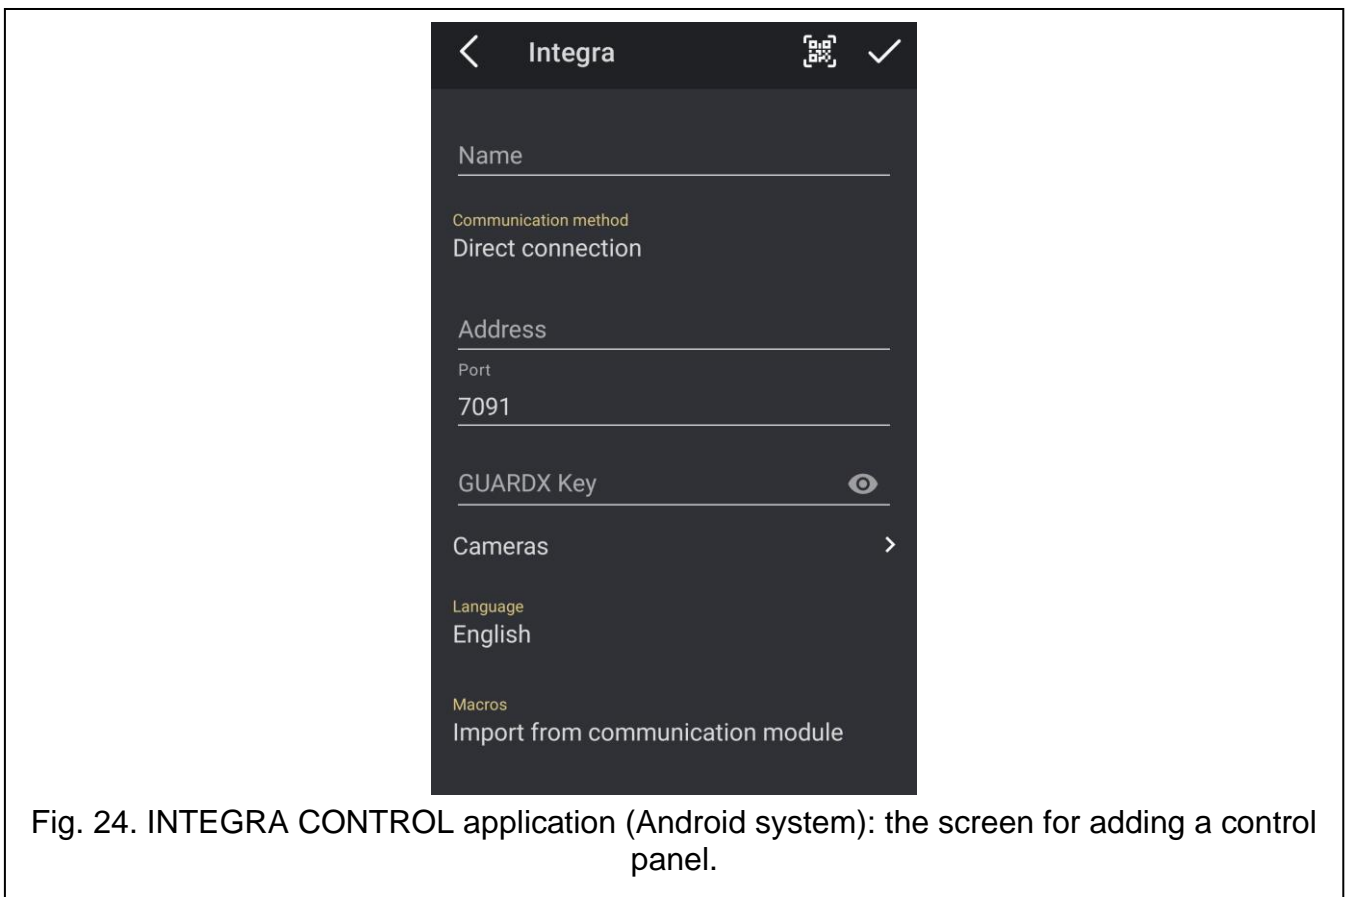 Integra
Name
Communication method
Direct connection
Address
Port
7091
GUARDX Key
Cameras
Language
English
Macros
Import from communication module
Fig. 24. INTEGRA CONTROL application (Android system): the screen for adding a control
panel.